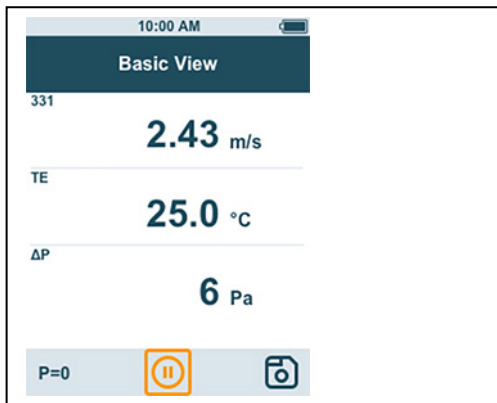 10:00 AM
Basic View
331
2.43 m/s
TE
25.0 °C
ΔP
6 Pa
P=0